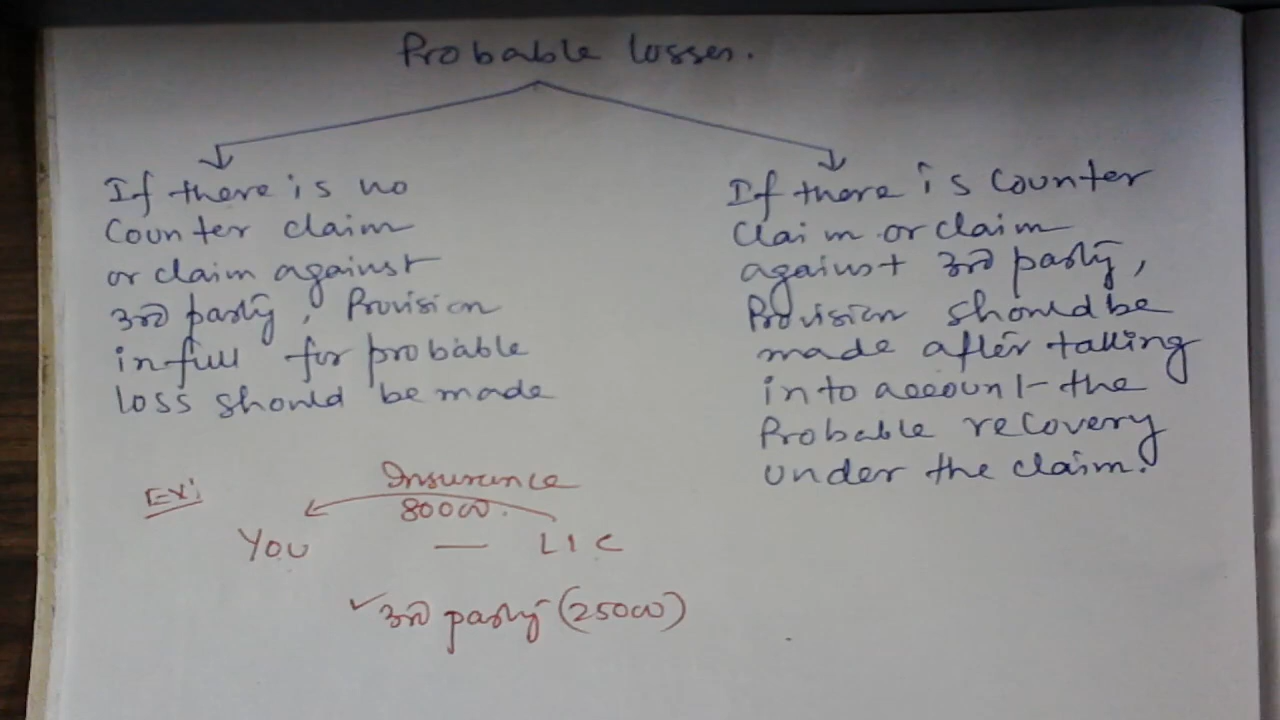 Probable losses.
If there is no
Counter claim
or claim against
3rd party, Provision
in full for probable
loss should be made
If there is Counter
Claim or claim
against 3rd party,
Provision should be
made after taking
into account the
Probable recovery
under the claim.
Ex:
Insurance
80000.
You — LIC
✓3rd party (25000)